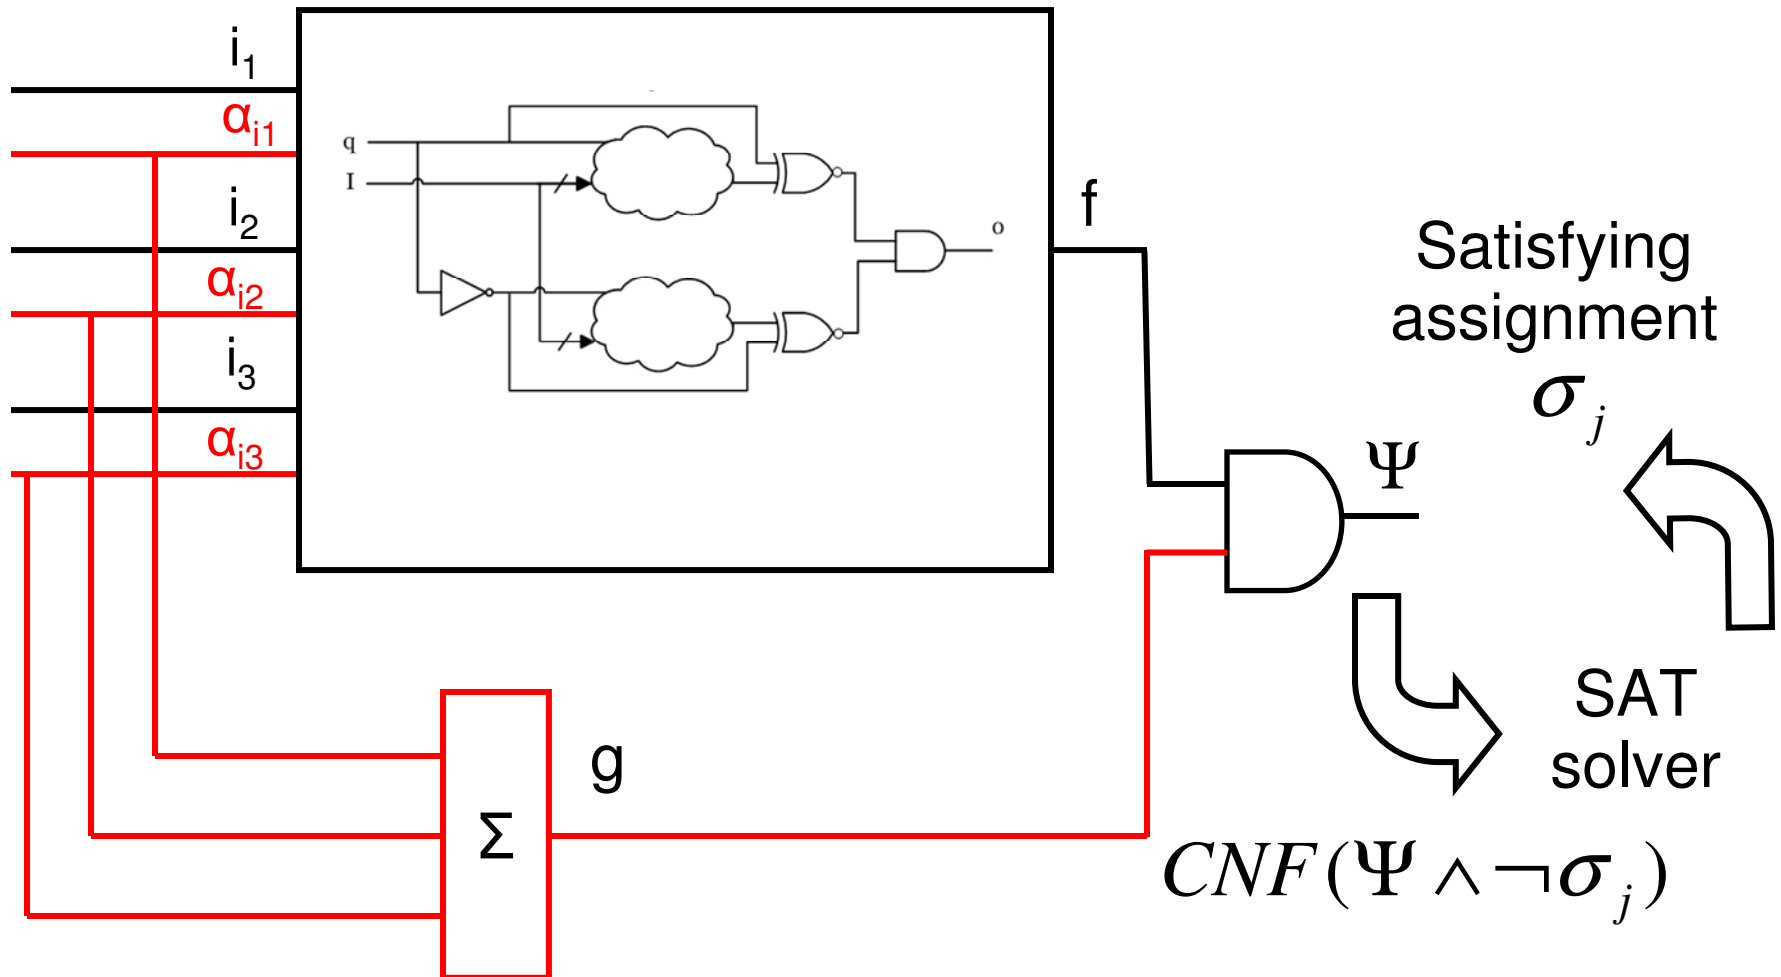 i1
αi1
i2
αi2
i3
αi3
q
I
o
f
Satisfying
assignment
σj
Ψ
SAT
solver
g
Σ
CNF(Ψ ∧ ¬σj)